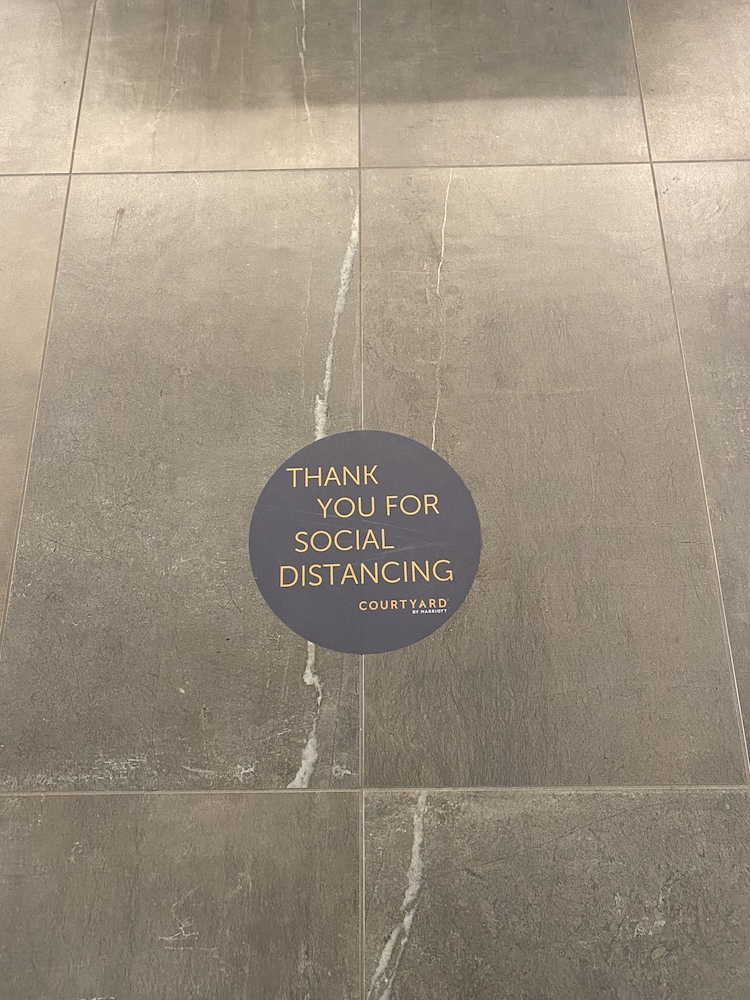 THANK
YOU FOR
SOCIAL
DISTANCING
COURTYARD
BY MARRIOTT